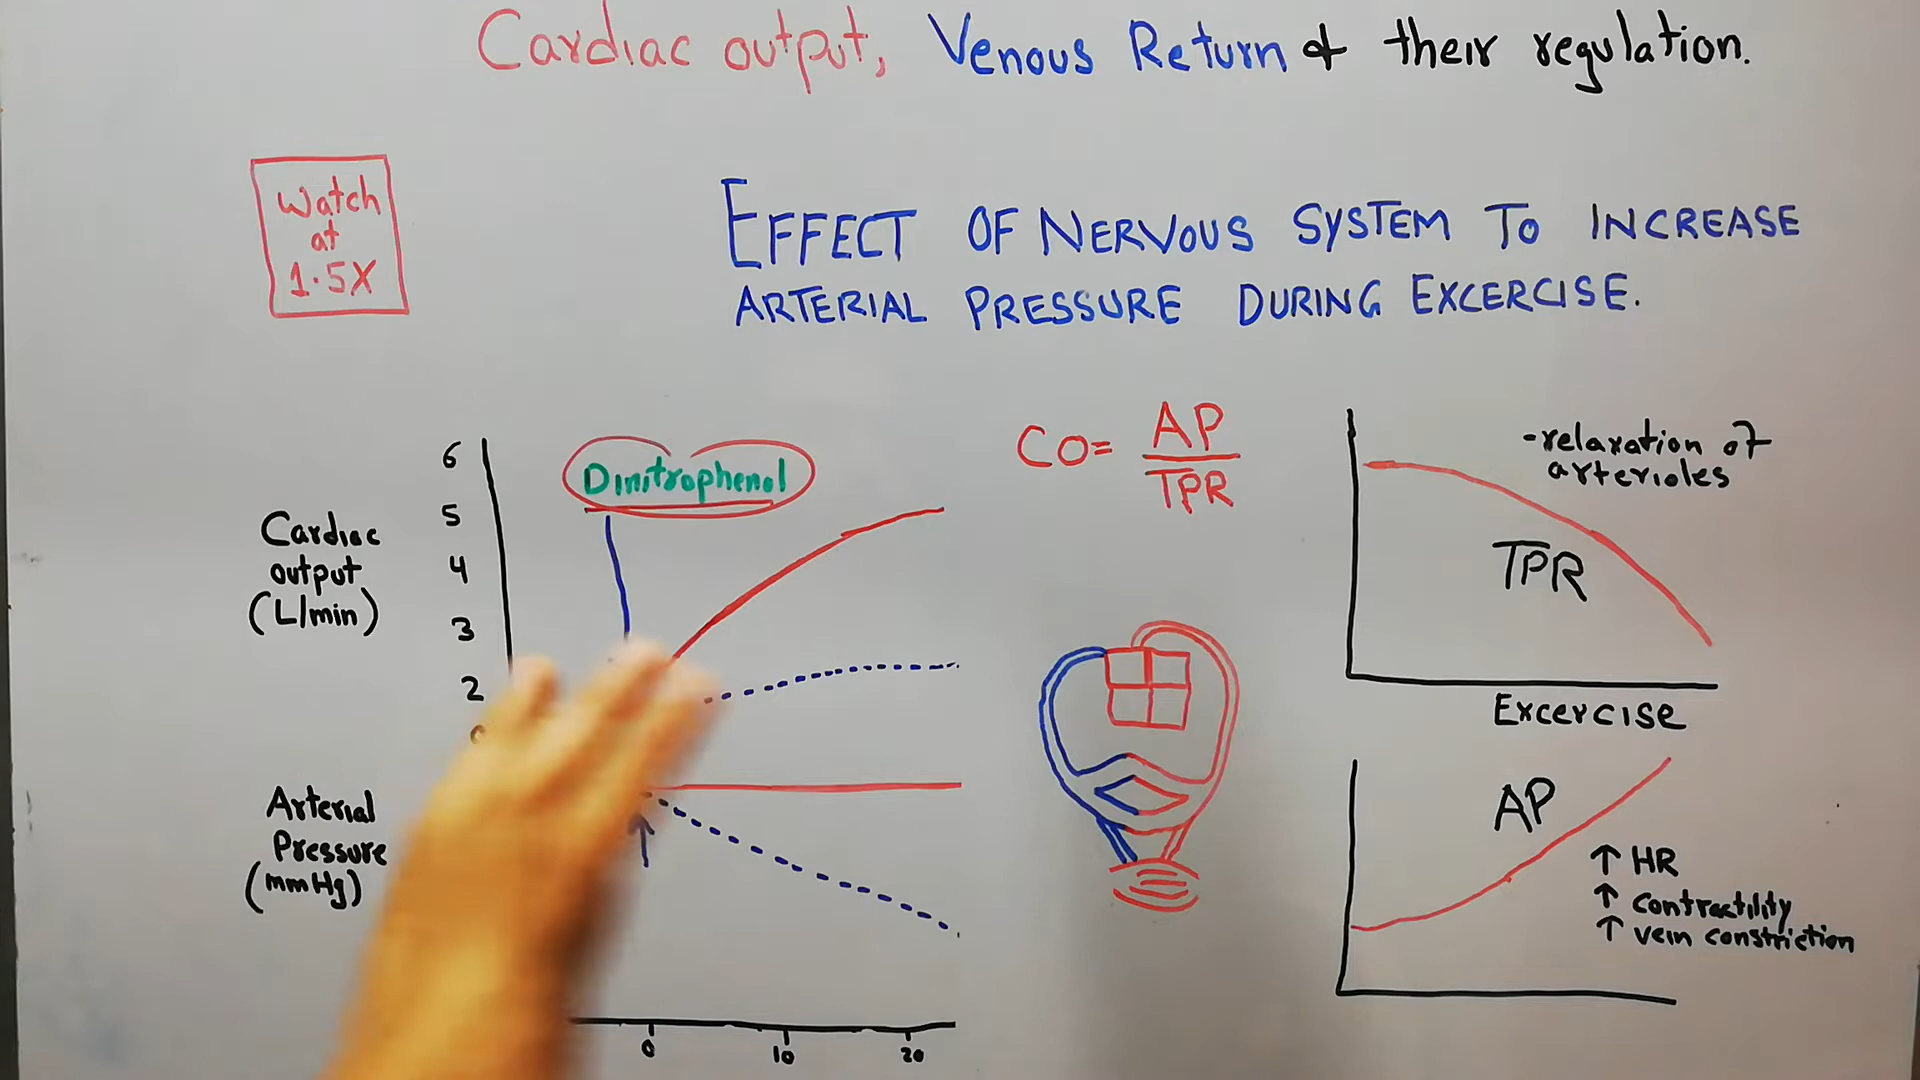 Cardiac output, Venous Return & their regulation.
Watch
at
1.5X
EFFECT OF NERVOUS SYSTEM TO INCREASE
ARTERIAL PRESSURE DURING EXCERCISE.
6
5
4
3
2
Cardiac
output
(L/min)
Dinitrophenol
Arterial
Pressure
(mmHg)
0
10
20
CO= AP
TPR
-relaxation of
arterioles
TPR
Excercise
AP
↑ HR
↑ contractility
↑ vein constriction